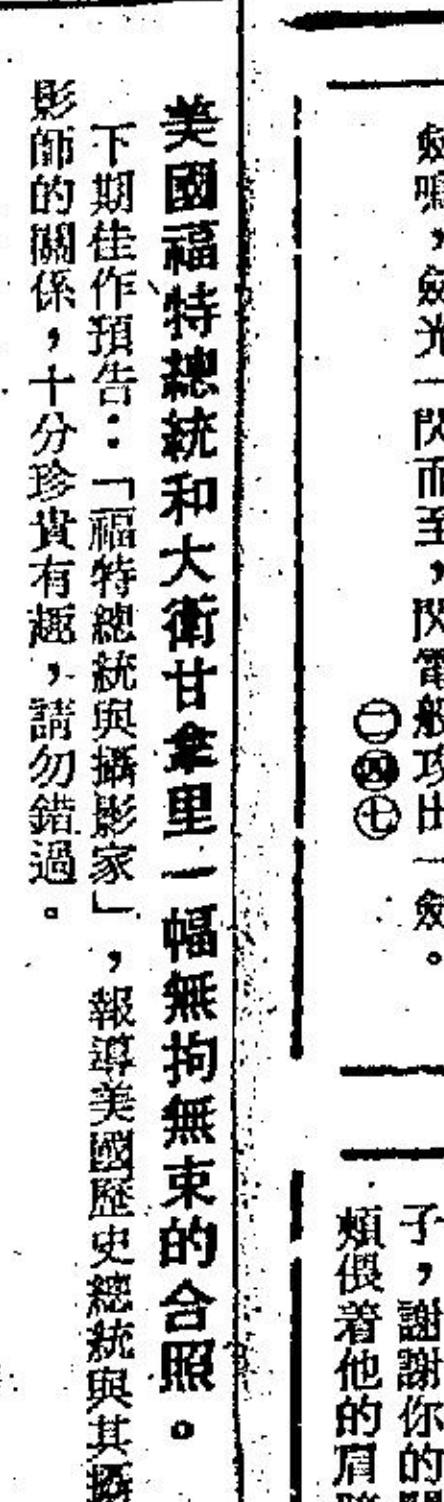 劍鳴，劍光一閃而至，閃電般攻出一劍。
㊁㊃㊆
子，謝謝你的
頰偎着他的肩
美國福特總統和大衛甘拿里一幅無拘無束的合照。
下期佳作預告：「福特總統與攝影家」，報導美國歷史總統與其攝
影師的關係，十分珍貴有趣，請勿錯過。